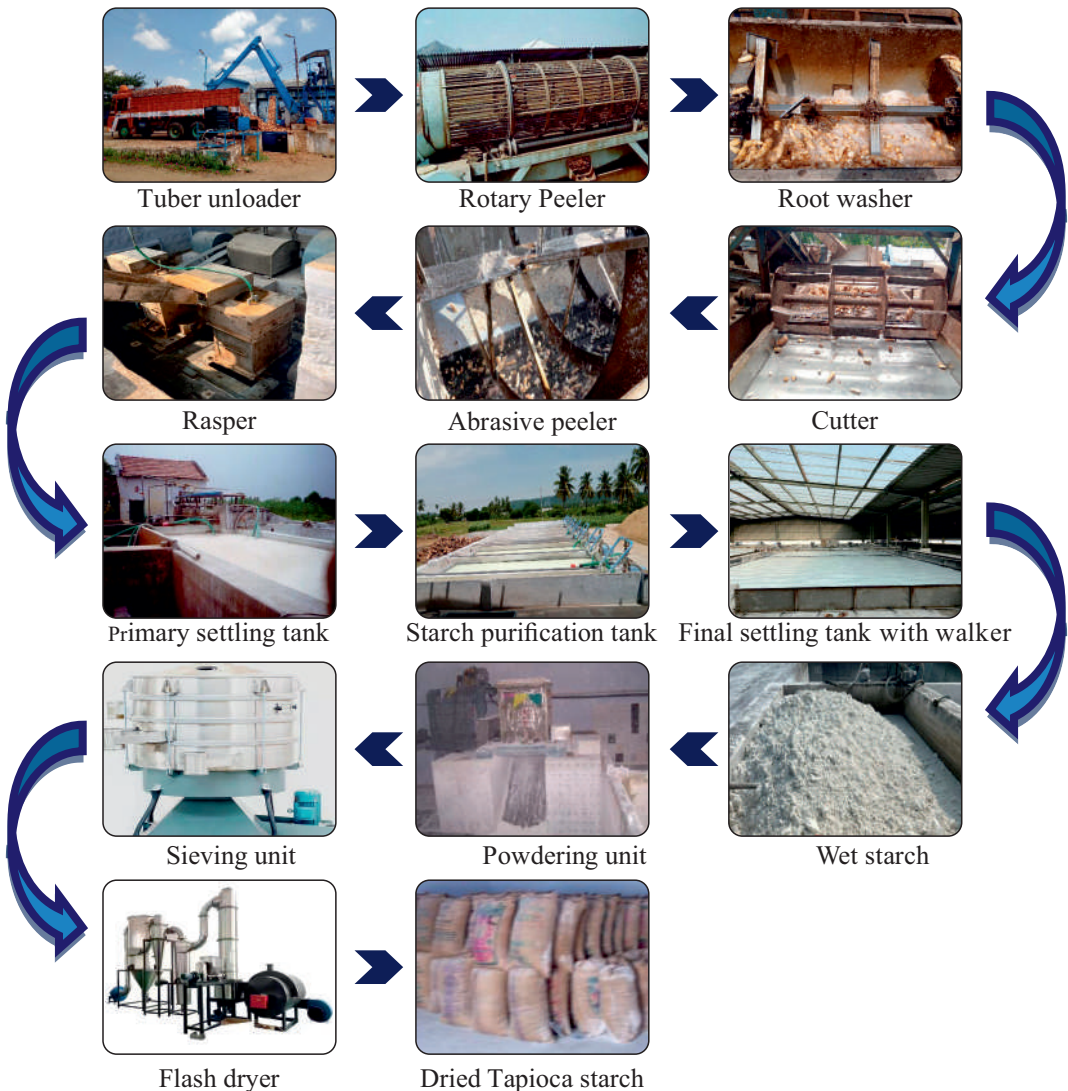 Tuber unloader
Rotary Peeler
Root washer
Rasper
Abrasive peeler
Cutter
Primary settling tank
Starch purification tank
Final settling tank with walker
Sieving unit
Powdering unit
Wet starch
Flash dryer
Dried Tapioca starch